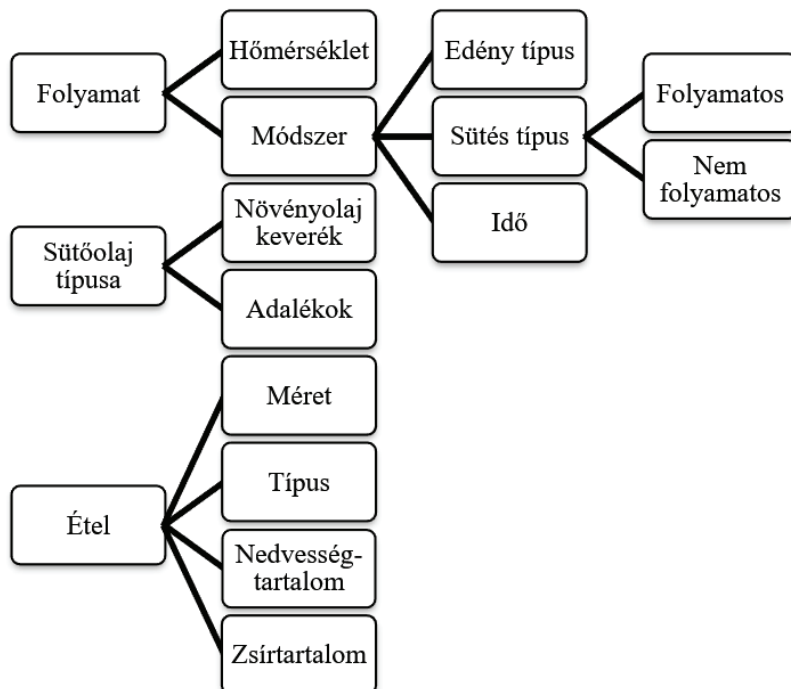 Folyamat
Hőmérséklet
Módszer
Edény típus
Sütés típus
Idő
Folyamatos
Nem
folyamatos
Sütőolaj
típusa
Növényolaj
keverék
Adalékok
Étel
Méret
Típus
Nedvesség-
tartalom
Zsírtartalom